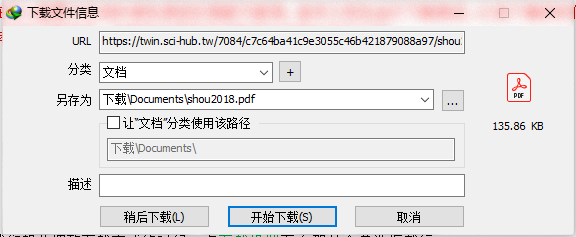 下载文件信息
URL https://twin.sci-hub.tw/7084/c7c64ba41c9e3055c46b421879088a97/shou
分类 文档 +
另存为 下载\Documents\shou2018.pdf ...
PDF
让“文档”分类使用该路径
135.86 KB
下载\Documents\
描述
稍后下载(L) 开始下载(S) 取消